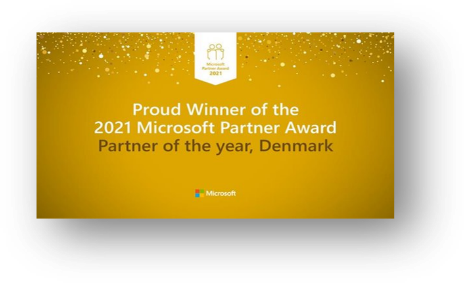 Microsoft
Partner Award
2021
Proud Winner of the
2021 Microsoft Partner Award
Partner of the year, Denmark
Microsoft